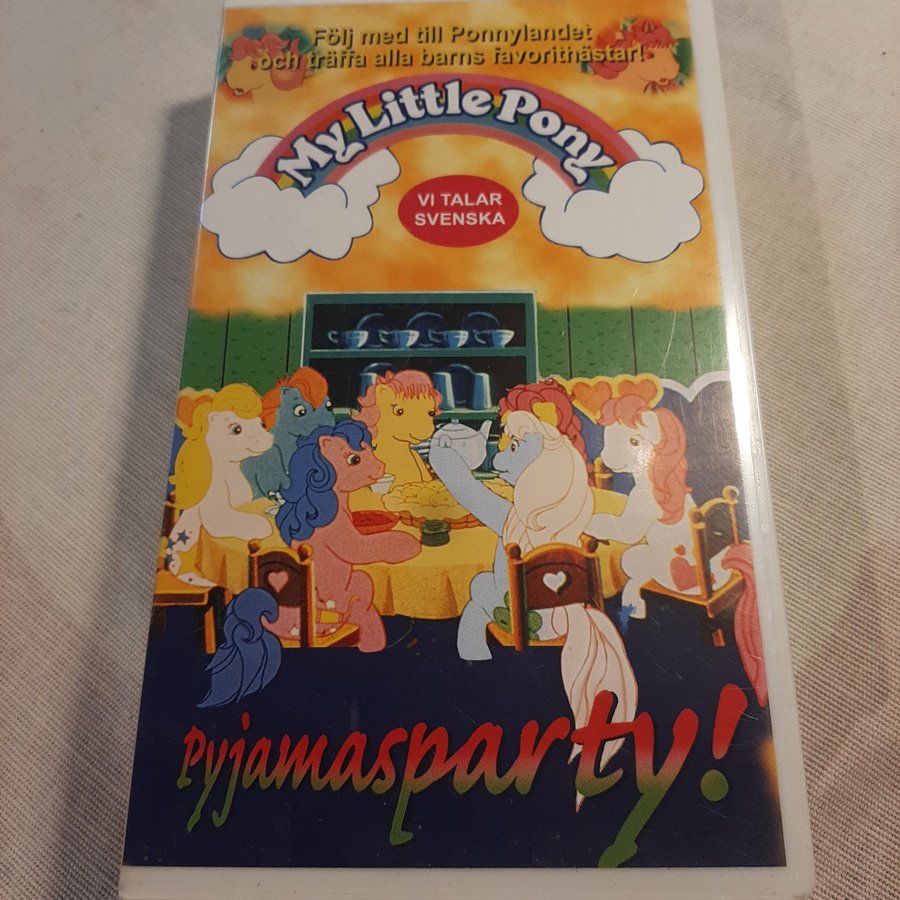 Följ med till Ponnylandet
och träffa alla barns favorithästar!
My Little Pony
VI TALAR
SVENSKA
Pyjamasparty!